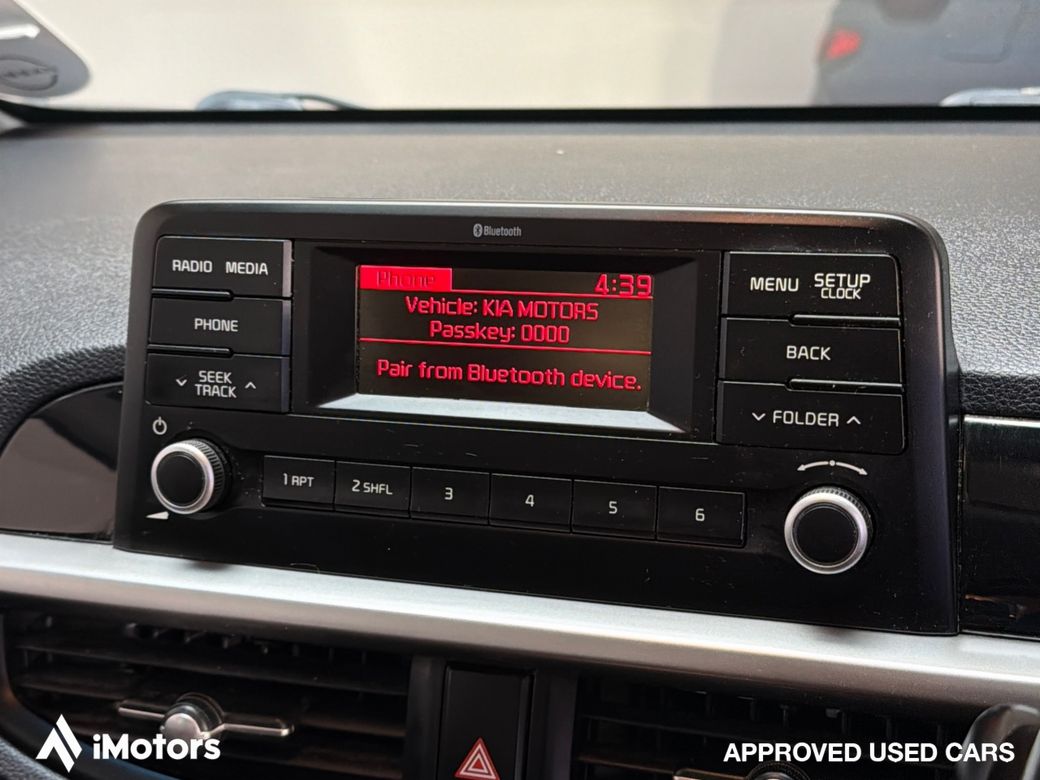 Bluetooth
RADIO MEDIA
PHONE
SEEK
TRACK
Phone 4:39
Vehicle: KIA MOTORS
Passkey: 0000
Pair from Bluetooth device.
MENU SETUP
CLOCK
BACK
FOLDER
1 RPT 2 SHFL 3 4 5 6
iMotors
APPROVED USED CARS